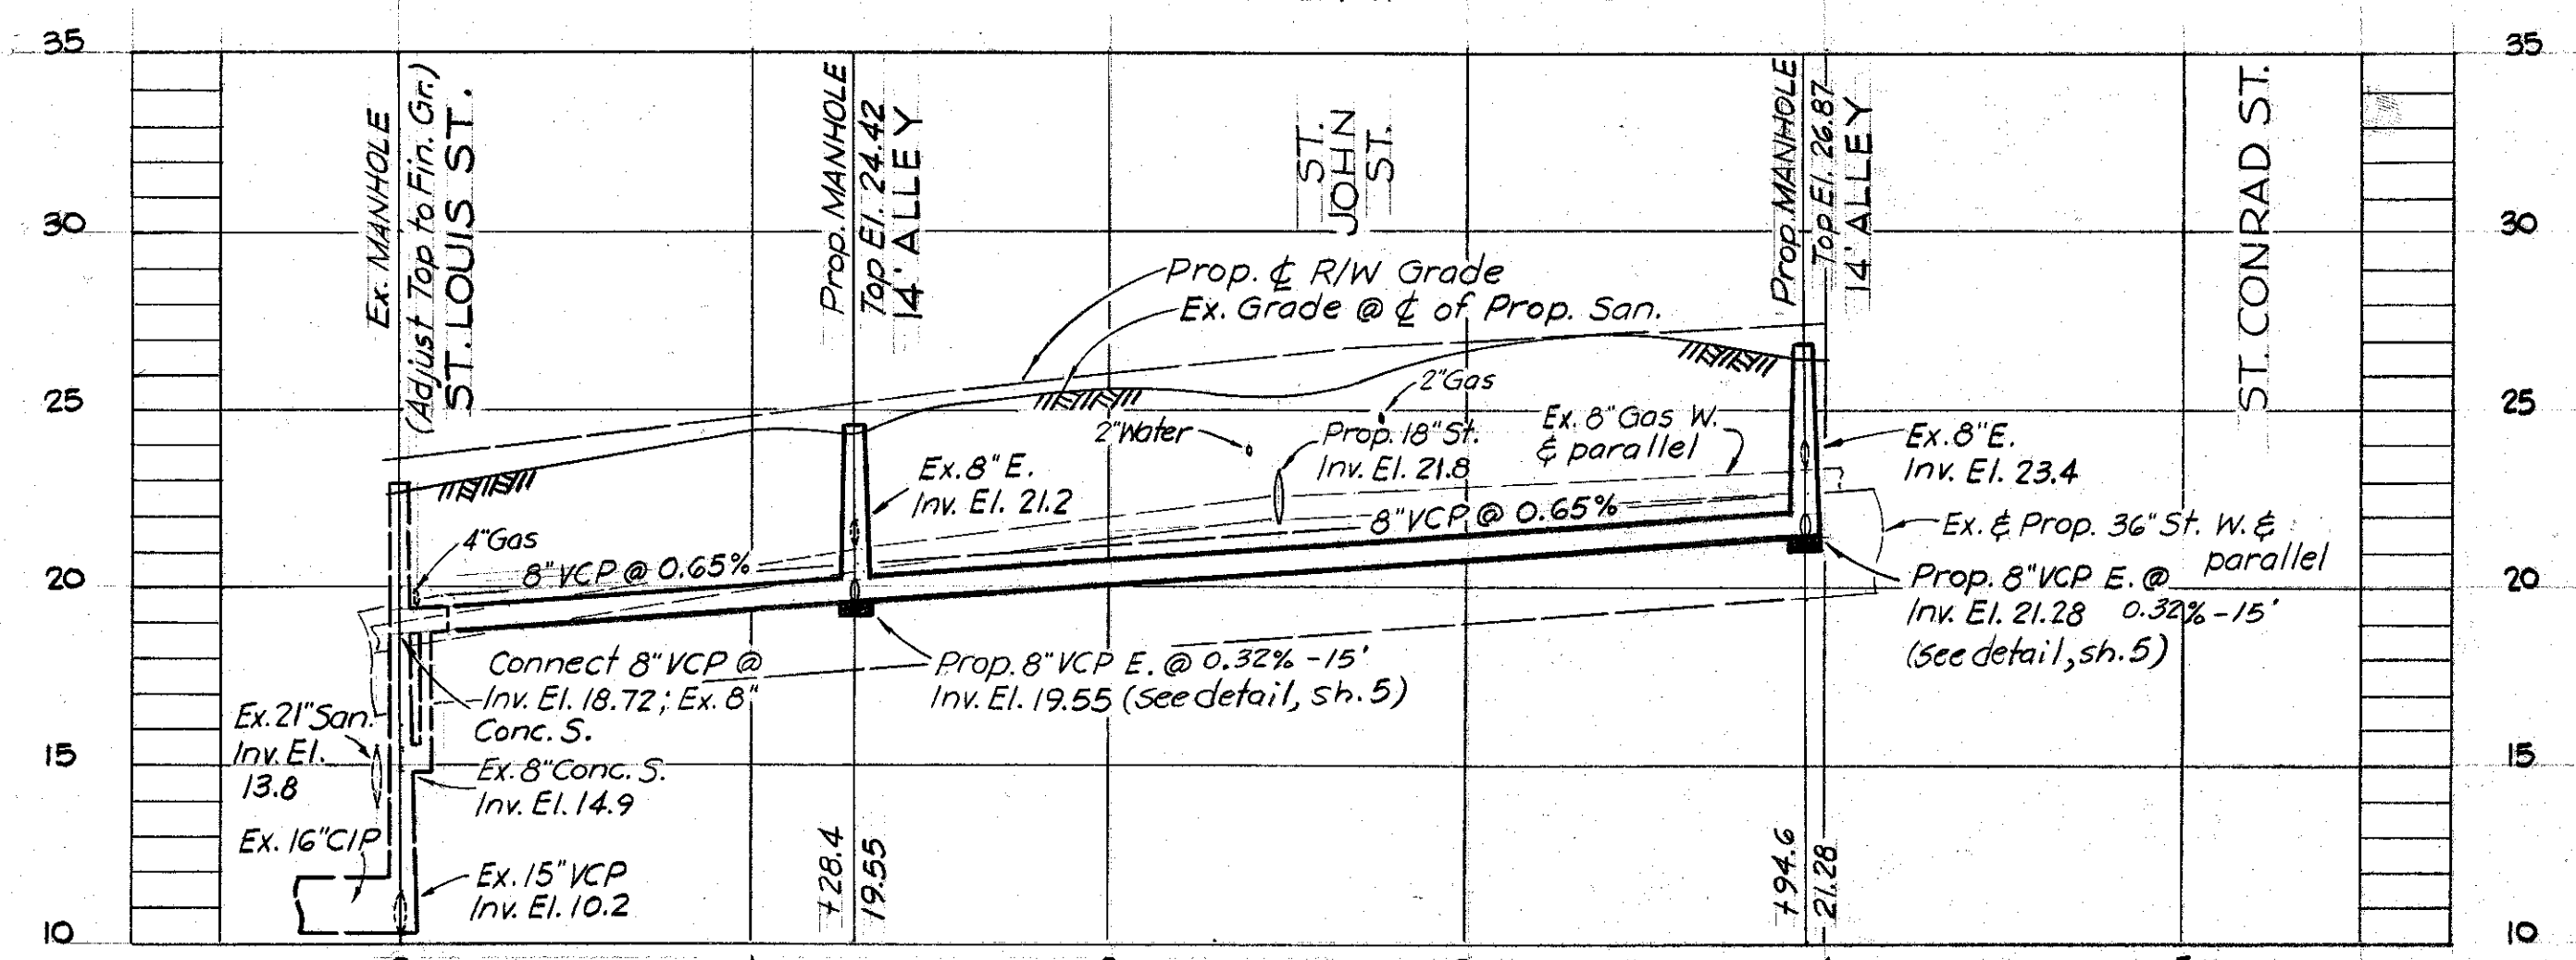 35
35
30
30
25
25
20
20
15
15
10
10
Ex. MANHOLE
(Adjust Top to Fin. Gr.)
ST. LOUIS ST.
Prop. MANHOLE
Top El. 24.42
14' ALLEY
ST.
JOHN
ST.
Prop. MANHOLE
Top El. 26.87
14' ALLEY
ST. CONRAD ST.
Prop. ℄ R/W Grade
Ex. Grade @ ℄ of Prop. San.
2"Gas
2"Water
Prop. 18" St.
Inv. El. 21.8
Ex. 8" Gas W.
& parallel
Ex. 8" E.
Inv. El. 21.2
Ex. 8" E.
Inv. El. 23.4
4"Gas
8" VCP @ 0.65%
8" VCP @ 0.65%
Ex. & Prop. 36" St. W. &
parallel
Prop. 8" VCP E. @
Inv. El. 21.28 0.32% - 15'
(see detail, sh. 5)
Connect 8" VCP @
Inv. El. 18.72; Ex. 8"
Conc. S.
Prop. 8" VCP E. @ 0.32% - 15'
Inv. El. 19.55 (see detail, sh. 5)
Ex. 21" San.
Inv. El.
13.8
Ex. 8" Conc. S.
Inv. El. 14.9
Ex. 16" CIP
Ex. 15" VCP
Inv. El. 10.2
+28.4
19.55
+94.6
21.28